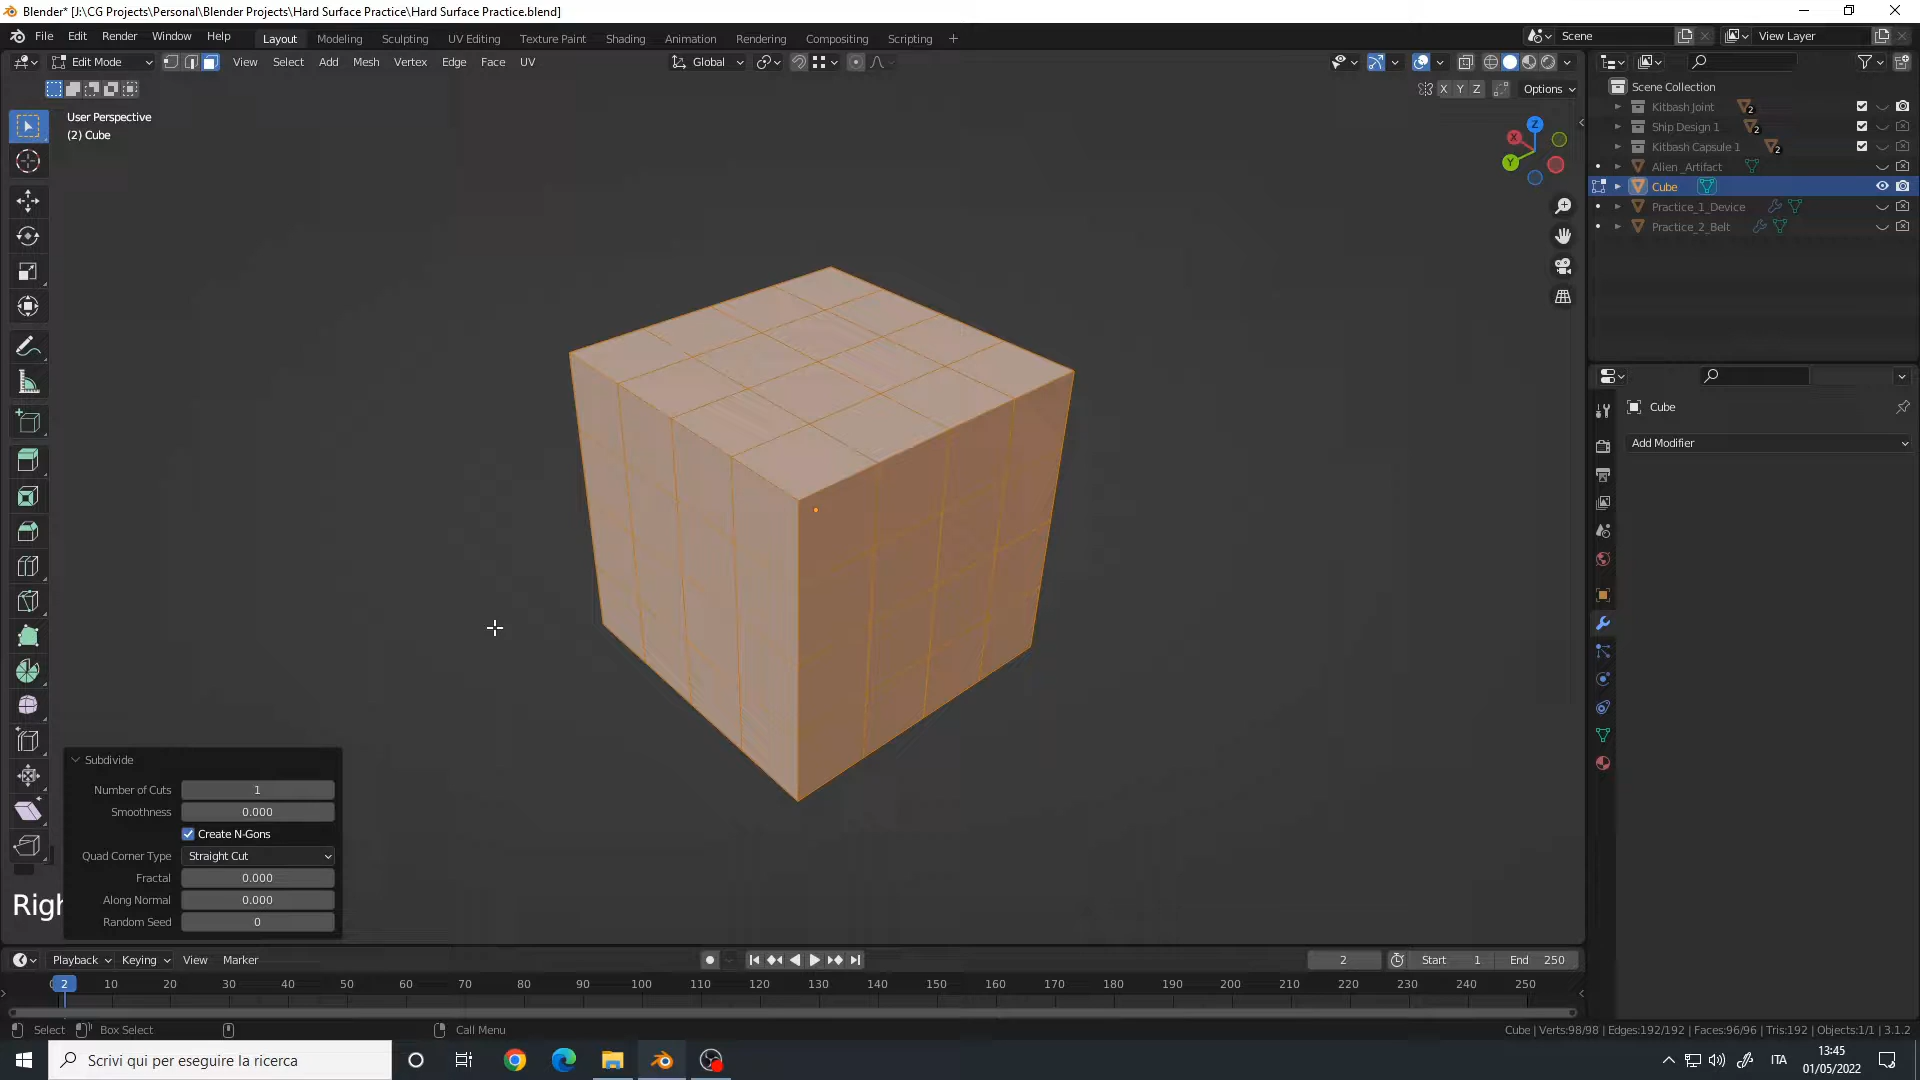 Blender* [J:\CG Projects\Personal\Blender Projects\Hard Surface Practice\Hard Surface Practice.blend]
File Edit Render Window Help Layout Modeling Sculpting UV Editing Texture Paint Shading Animation Rendering Compositing Scripting + Scene View Layer
Edit Mode View Select Add Mesh Vertex Edge Face UV Global
X Y Z Options
User Perspective
(2) Cube
Z
X
Y
Scene Collection
Kitbash Joint 2
Ship Design 1 2
Kitbash Capsule 1 2
Alien _Artifact
Cube
Practice_1_Device
Practice_2_Belt
Cube
Add Modifier
Subdivide
Number of Cuts 1
Smoothness 0.000
Create N-Gons
Quad Corner Type Straight Cut
Fractal 0.000
Along Normal 0.000
Random Seed 0
Righ
Playback Keying View Marker 2 Start 1 End 250
2 10 20 30 40 50 60 70 80 90 100 110 120 130 140 150 160 170 180 190 200 210 220 230 240 250
Select Box Select Call Menu Cube | Verts:98/98 | Edges:192/192 | Faces:96/96 | Tris:192 | Objects:1/1 | 3.1.2
Scrivi qui per eseguire la ricerca ITA 13:45
01/05/2022